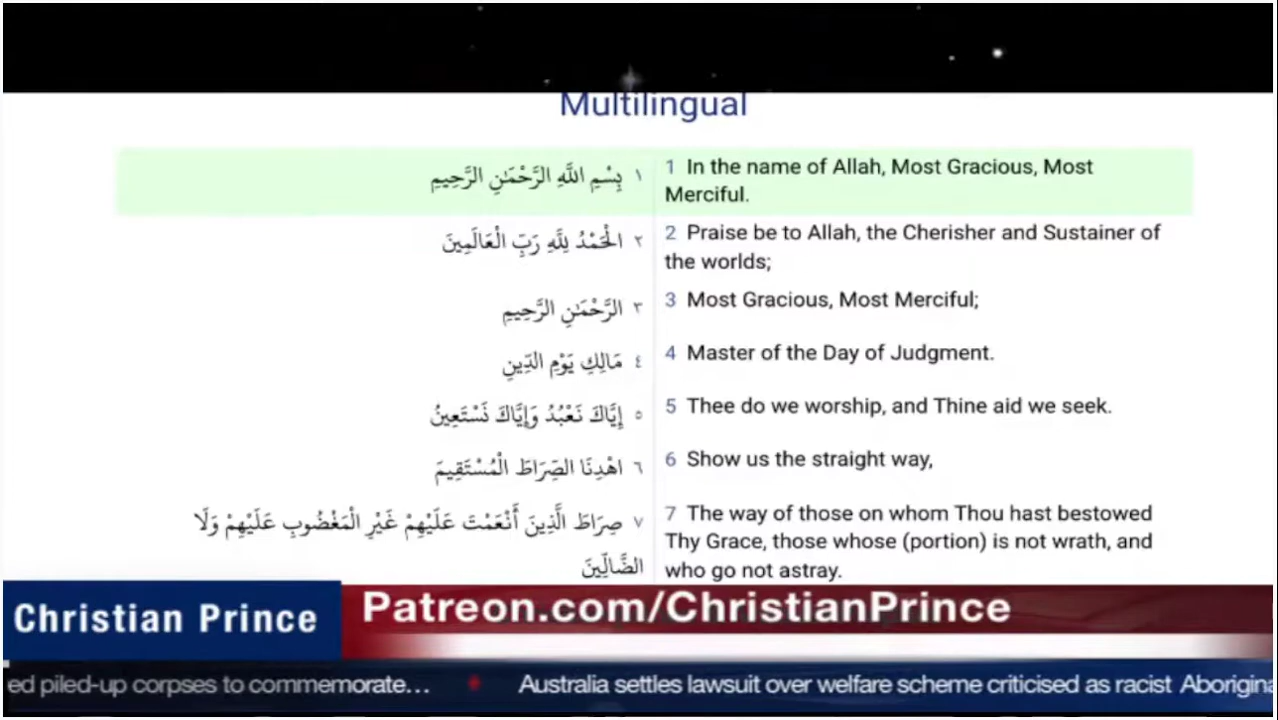 Multilingual
١ بِسْمِ اللَّهِ الرَّحْمَٰنِ الرَّحِيمِ
1 In the name of Allah, Most Gracious, Most
Merciful.
٢ الْحَمْدُ لِلَّهِ رَبِّ الْعَالَمِينَ
2 Praise be to Allah, the Cherisher and Sustainer of
the worlds;
٣ الرَّحْمَٰنِ الرَّحِيمِ
3 Most Gracious, Most Merciful;
٤ مَالِكِ يَوْمِ الدِّينِ
4 Master of the Day of Judgment.
٥ إِيَّاكَ نَعْبُدُ وَإِيَّاكَ نَسْتَعِينُ
5 Thee do we worship, and Thine aid we seek.
٦ اهْدِنَا الصِّرَاطَ الْمُسْتَقِيمَ
6 Show us the straight way,
٧ صِرَاطَ الَّذِينَ أَنْعَمْتَ عَلَيْهِمْ غَيْرِ الْمَغْضُوبِ عَلَيْهِمْ وَلَا
الضَّالِّينَ
7 The way of those on whom Thou hast bestowed
Thy Grace, those whose (portion) is not wrath, and
who go not astray.
Christian Prince
Patreon.com/ChristianPrince
ed piled-up corpses to commemorate... Australia settles lawsuit over welfare scheme criticised as racist Aborigina